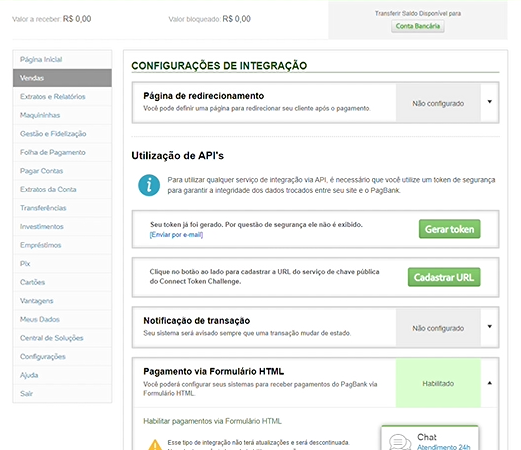 Valor a receber: R$ 0,00
Valor bloqueado: R$ 0,00
Transferir Saldo Disponível para
Conta Bancária
Página Inicial
Vendas
Extratos e Relatórios
Maquininhas
Gestão e Fidelização
Folha de Pagamento
Pagar Contas
Extratos da Conta
Transferências
Investimentos
Empréstimos
Pix
Cartões
Vantagens
Meus Dados
Central de Soluções
Configurações
Ajuda
Sair
CONFIGURAÇÕES DE INTEGRAÇÃO
Página de redirecionamento
Você pode definir uma página para redirecionar seu cliente após o pagamento.
Não configurado
Utilização de API's
Para utilizar qualquer serviço de integração via API, é necessário que você utilize um token de segurança
para garantir a integridade dos dados trocados entre seu site e o PagBank.
Seu token já foi gerado. Por questão de segurança ele não é exibido.
[Enviar por e-mail]
Gerar token
Clique no botão ao lado para cadastrar a URL do serviço de chave pública
do Connect Token Challenge.
Cadastrar URL
Notificação de transação
Seu sistema será avisado sempre que uma transação mudar de estado.
Não configurado
Pagamento via Formulário HTML
Você poderá configurar seus sistemas para receber pagamentos do PagBank via
Formulário HTML.
Habilitado
Habilitar pagamentos via Formulário HTML
Esse tipo de integração não terá atualizações e será descontinuada.
Chat
Atendimento 24h